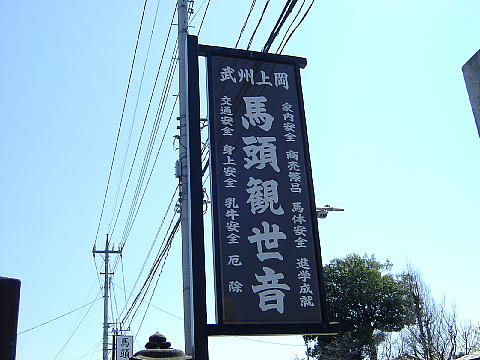 武州上岡
馬頭観世音
家内安全 商売繁昌 馬体安全 進学成就
交通安全 身上安全 乳牛安全 厄除
馬頭